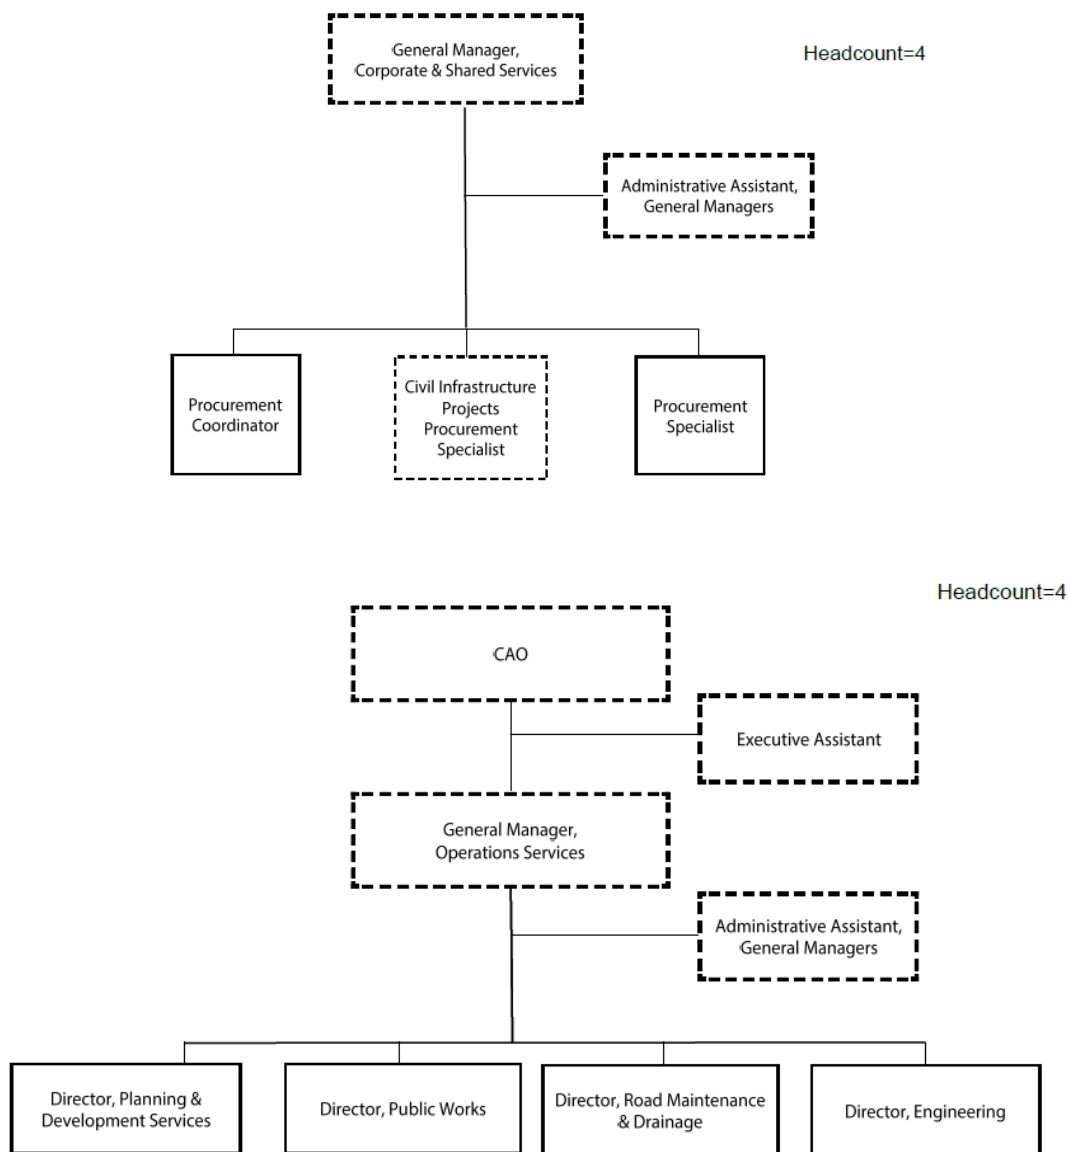 General Manager,
Corporate & Shared Services
Headcount=4
Administrative Assistant,
General Managers
Procurement
Coordinator
Civil Infrastructure
Projects
Procurement
Specialist
Procurement
Specialist
Headcount=4
CAO
Executive Assistant
General Manager,
Operations Services
Administrative Assistant,
General Managers
Director, Planning &
Development Services
Director, Public Works
Director, Road Maintenance
& Drainage
Director, Engineering